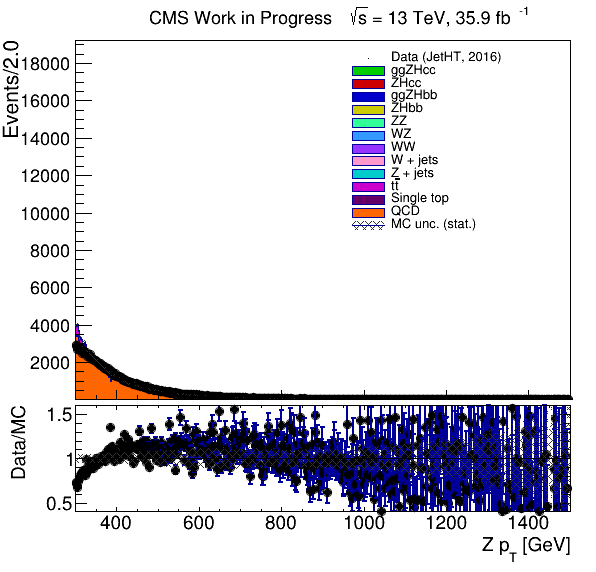 CMS Work in Progress √s = 13 TeV, 35.9 fb⁻¹
Events/2.0
18000
16000
14000
12000
10000
8000
6000
4000
2000
Data (JetHT, 2016)
ggZHcc
ZHcc
ggZHbb
ZHbb
ZZ
WZ
WW
W + jets
Z + jets
tt̄
Single top
QCD
MC unc. (stat.)
Data/MC
1.5
1
0.5
400 600 800 1000 1200 1400
Z p_T [GeV]